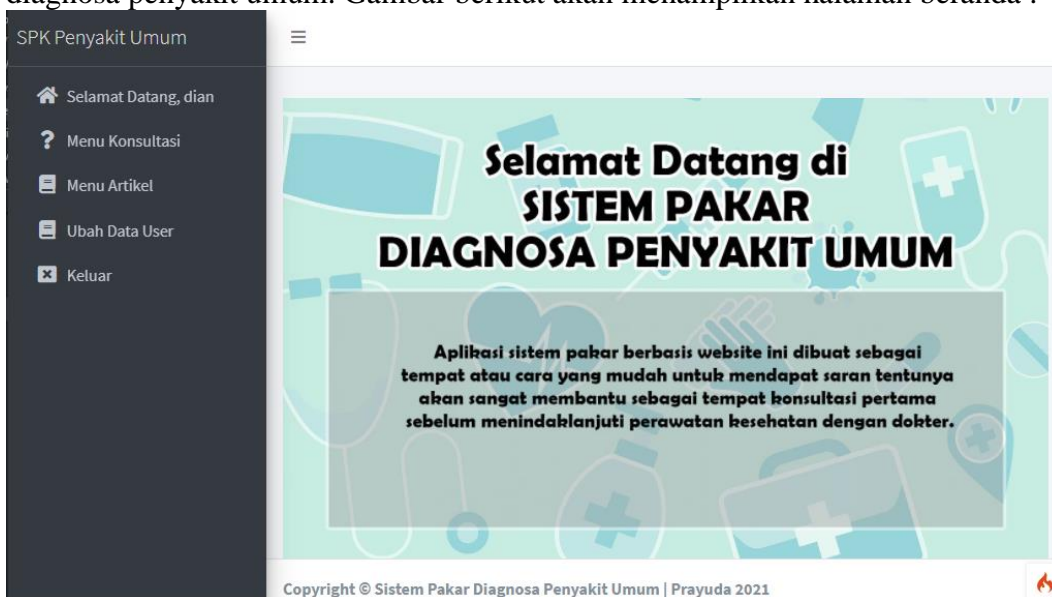 diagnosa penyakit umum. Gambar berikut akan menampilkan halaman beranda :
SPK Penyakit Umum
Selamat Datang, dian
Menu Konsultasi
Menu Artikel
Ubah Data User
Keluar
Selamat Datang di
SISTEM PAKAR
DIAGNOSA PENYAKIT UMUM
Aplikasi sistem pakar berbasis website ini dibuat sebagai
tempat atau cara yang mudah untuk mendapat saran tentunya
akan sangat membantu sebagai tempat konsultasi pertama
sebelum menindaklanjuti perawatan kesehatan dengan dokter.
Copyright © Sistem Pakar Diagnosa Penyakit Umum | Prayuda 2021